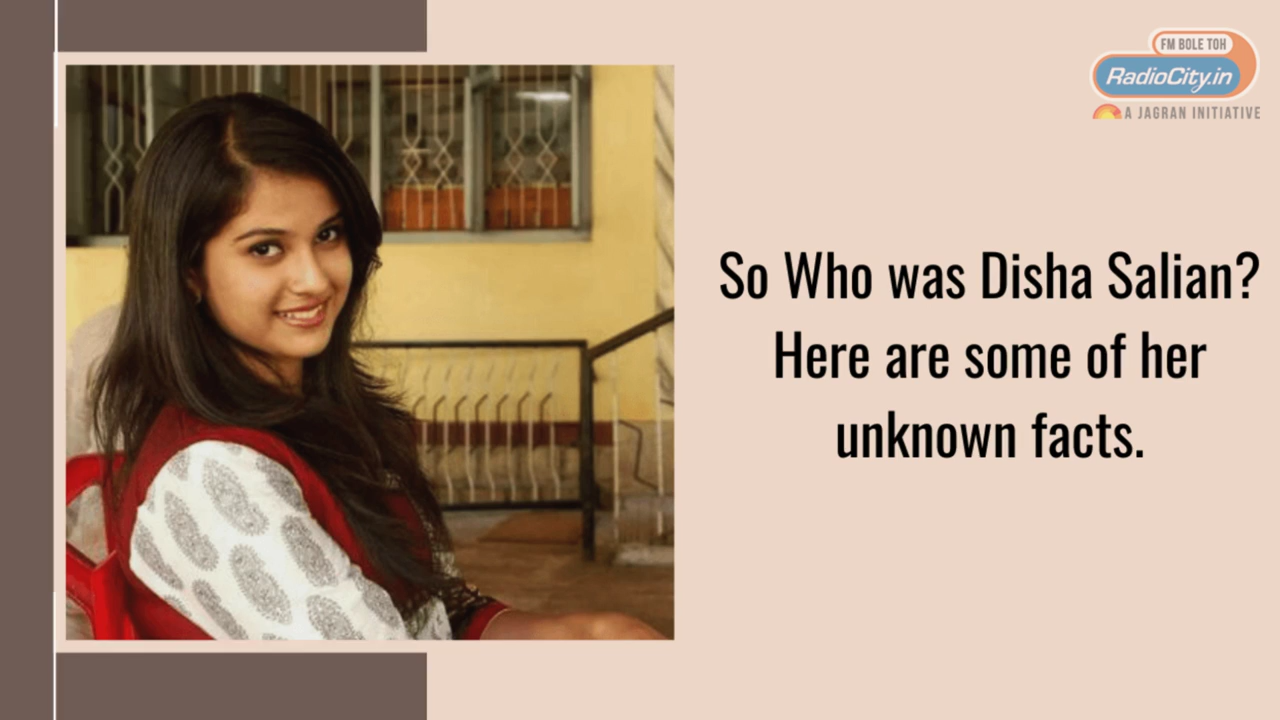 FM BOLE TOH
RadioCity.in
A JAGRAN INITIATIVE
So Who was Disha Salian?
Here are some of her
unknown facts.